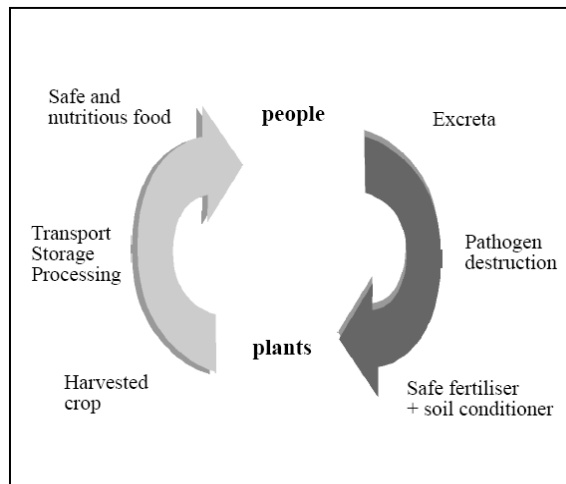 Safe and
nutritious food
people
Excreta
Transport
Storage
Processing
Pathogen
destruction
plants
Harvested
crop
Safe fertiliser
+ soil conditioner